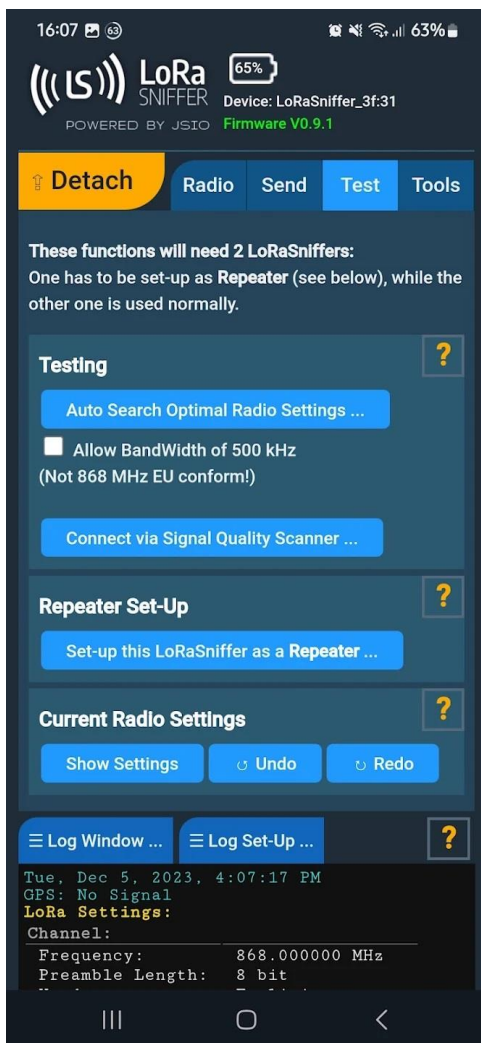 16:07 63 63%
LoRa
((( LS ))) SNIFFER
POWERED BY JSIO
65%
Device: LoRaSniffer_3f:31
Firmware V0.9.1
⇧ Detach Radio Send Test Tools
These functions will need 2 LoRaSniffers:
One has to be set-up as Repeater (see below), while the
other one is used normally.
Testing ?
Auto Search Optimal Radio Settings ...
Allow BandWidth of 500 kHz
(Not 868 MHz EU conform!)
Connect via Signal Quality Scanner ...
Repeater Set-Up ?
Set-up this LoRaSniffer as a Repeater ...
Current Radio Settings ?
Show Settings ↺ Undo ↻ Redo
☰ Log Window ... ☰ Log Set-Up ... ?
Tue, Dec 5, 2023, 4:07:17 PM
GPS: No Signal
LoRa Settings:
Channel:
Frequency: 868.000000 MHz
Preamble Length: 8 bit